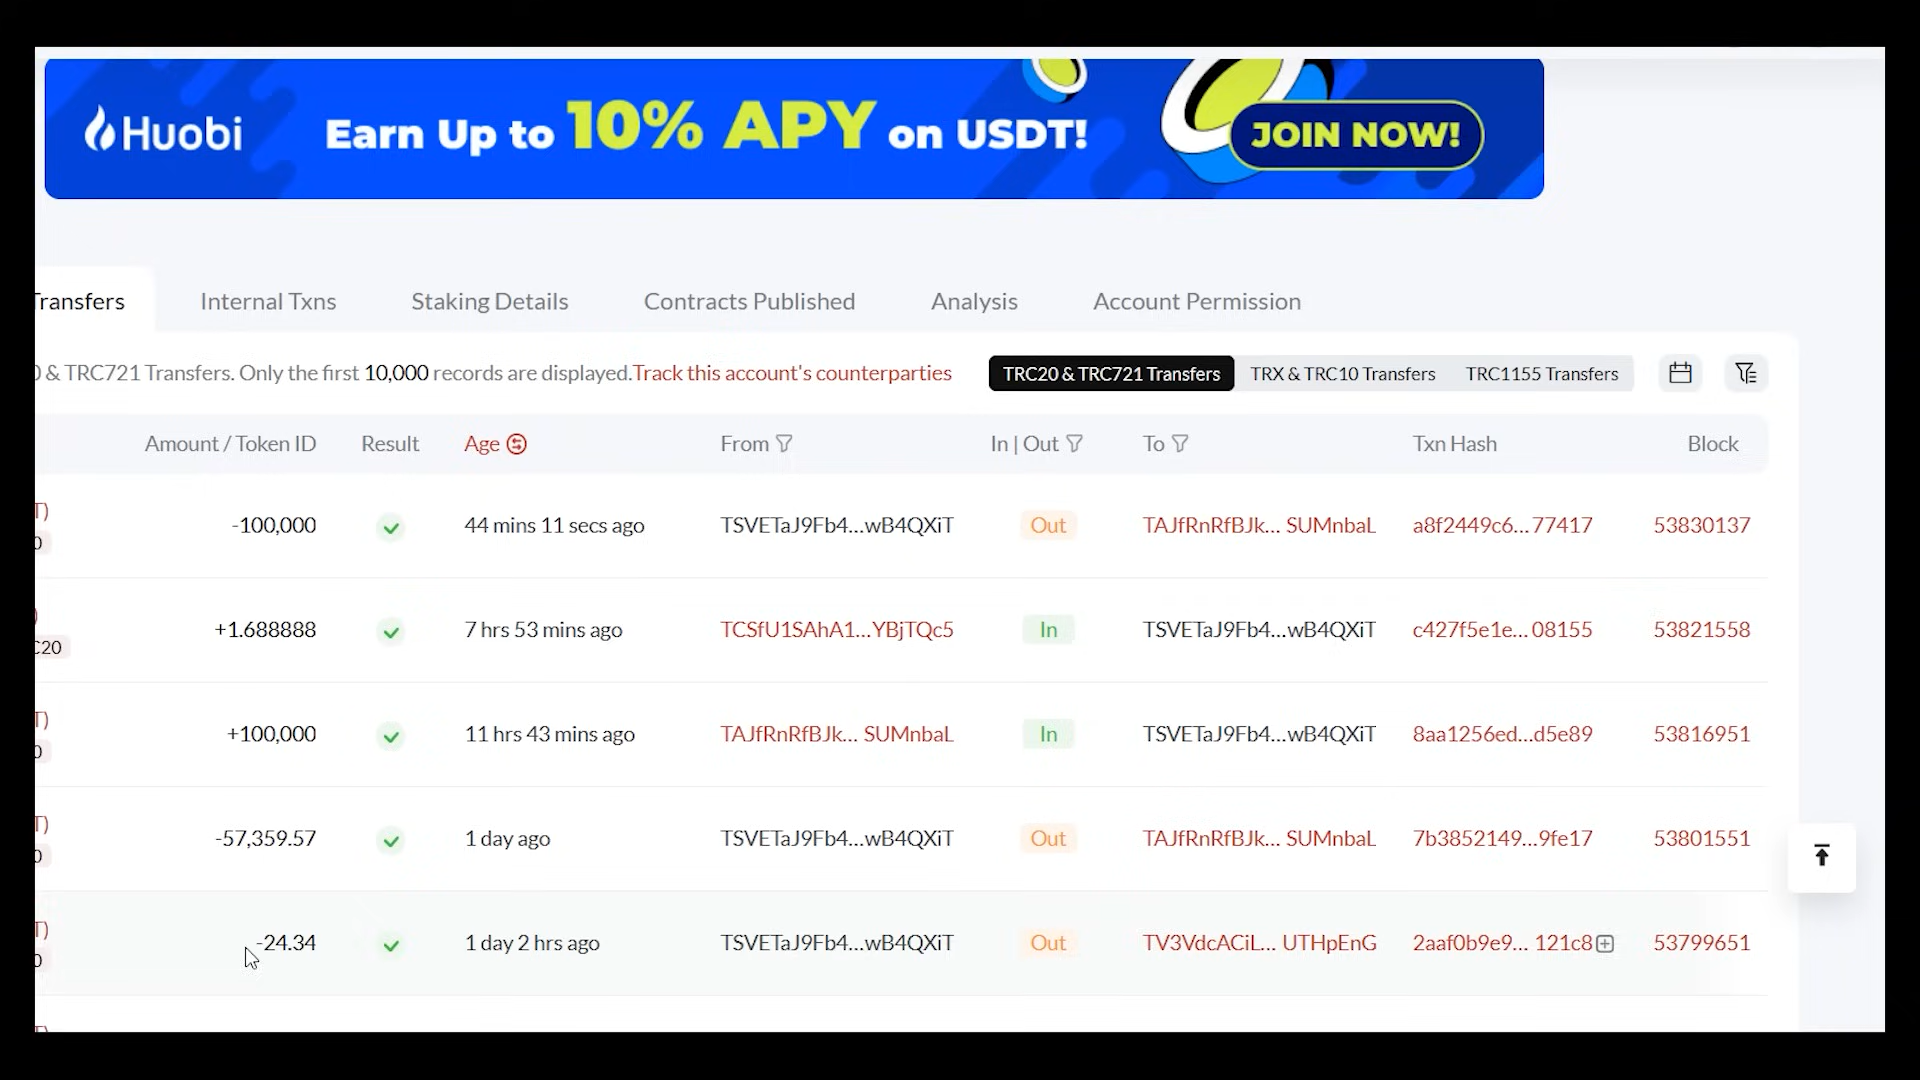 Huobi Earn Up to 10% APY on USDT! JOIN NOW!
Transfers Internal Txns Staking Details Contracts Published Analysis Account Permission
& TRC721 Transfers. Only the first 10,000 records are displayed.Track this account's counterparties TRC20 & TRC721 Transfers TRX & TRC10 Transfers TRC1155 Transfers
Amount / Token ID Result Age From In | Out To Txn Hash Block
T)
-100,000 44 mins 11 secs ago TSVETaJ9Fb4...wB4QXiT Out TAJfRnRfBJk... SUMnbaL a8f2449c6...77417 53830137
0
)
+1.688888 7 hrs 53 mins ago TCSfU1SAhA1...YBjTQc5 In TSVETaJ9Fb4...wB4QXiT c427f5e1e...08155 53821558
C20
T)
+100,000 11 hrs 43 mins ago TAJfRnRfBJk... SUMnbaL In TSVETaJ9Fb4...wB4QXiT 8aa1256ed...d5e89 53816951
0
T)
-57,359.57 1 day ago TSVETaJ9Fb4...wB4QXiT Out TAJfRnRfBJk... SUMnbaL 7b3852149...9fe17 53801551
0
T)
-24.34 1 day 2 hrs ago TSVETaJ9Fb4...wB4QXiT Out TV3VdcACiL... UTHpEnG 2aaf0b9e9... 121c8 53799651
0